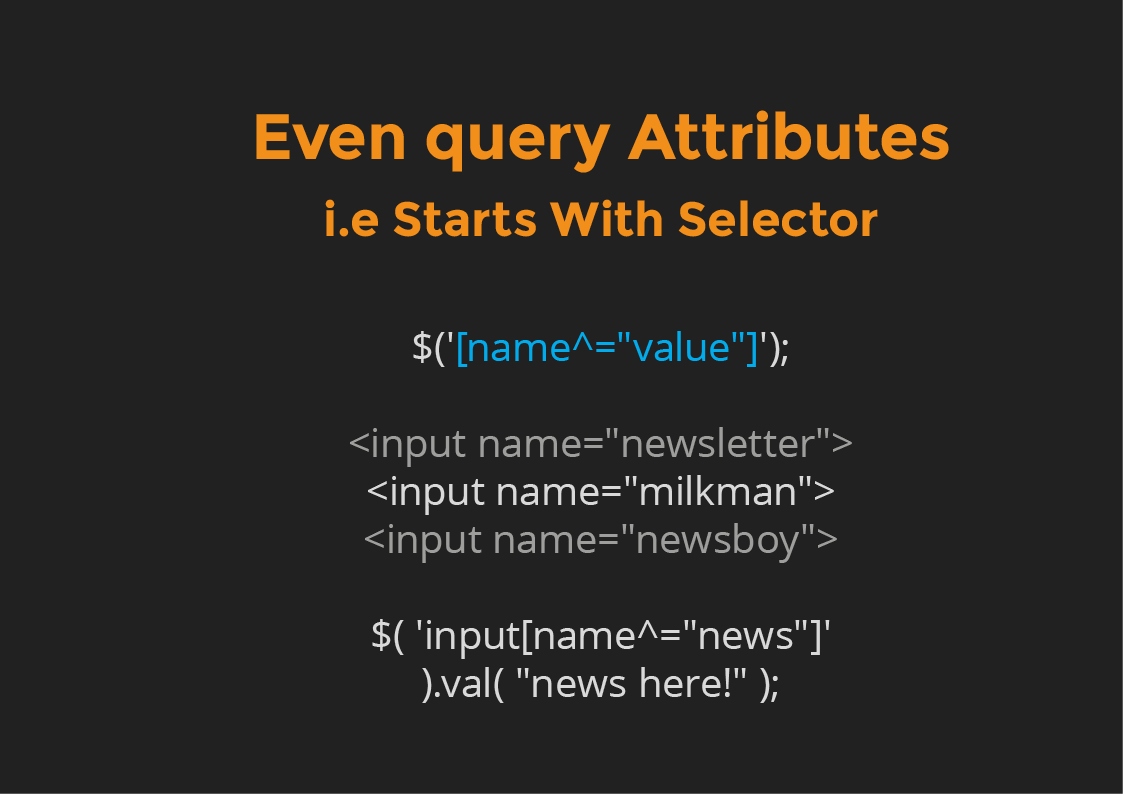 Even query Attributes
i.e Starts With Selector
$('[name^="value"]');
<input name="newsletter">
<input name="milkman">
<input name="newsboy">
$( 'input[name^="news"]'
).val( "news here!" );